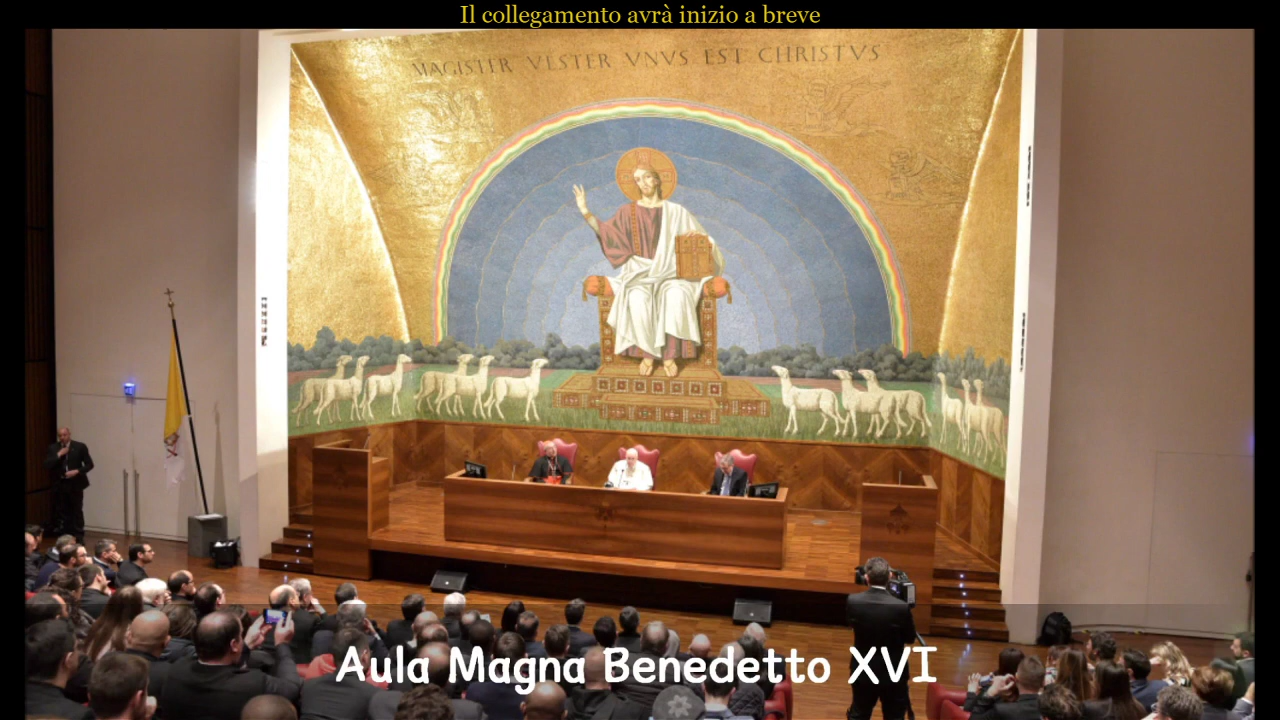 Il collegamento avrà inizio a breve
MAGISTER VESTER VNVS EST CHRISTVS
Aula Magna Benedetto XVI